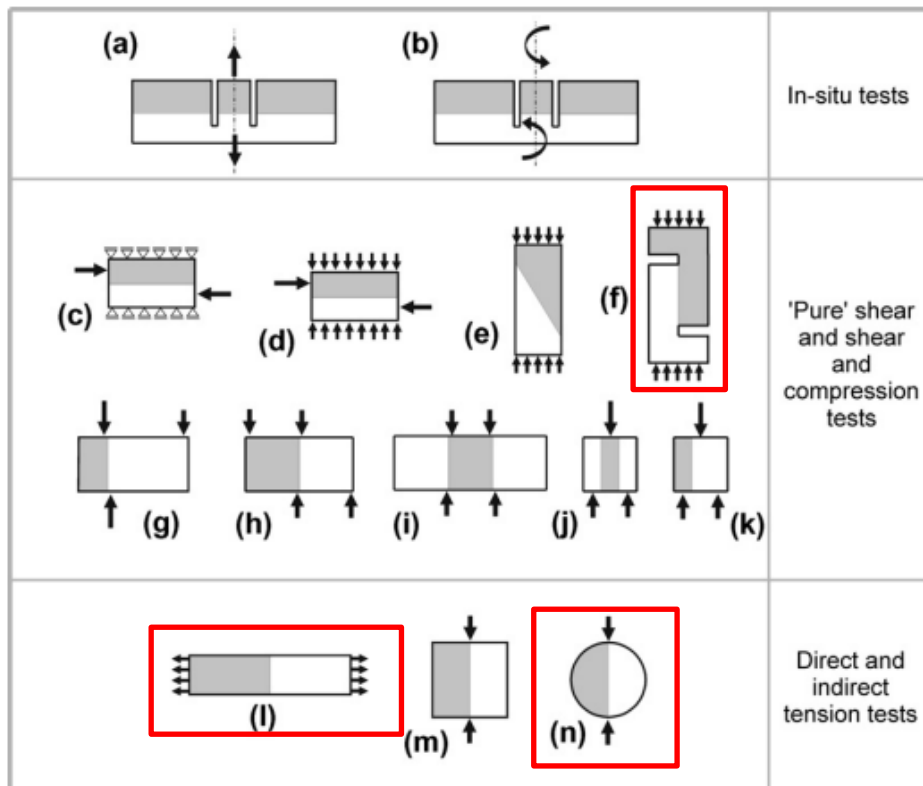 (a)
(b)
In-situ tests
(c)
(d)
(e)
(f)
'Pure' shear
and shear
and
compression
tests
(g)
(h)
(i)
(j)
(k)
(l)
(m)
(n)
Direct and
indirect
tension tests